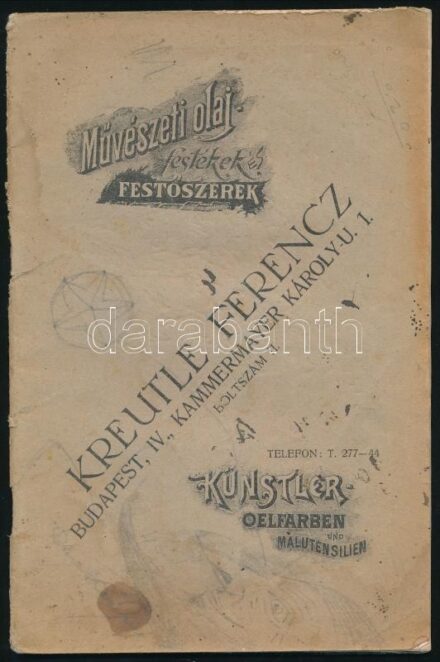 Művészeti olaj-
festékek és
FESTŐSZEREK
KREUTLE FERENCZ
BUDAPEST, IV., KAMMERMAYER KÁROLY-U. 1.
BOLTSZÁM 4.
darabanth
TELEFON: T. 277—44
KÜNSTLER-
OELFARBEN
UND
MALUTENSILIEN